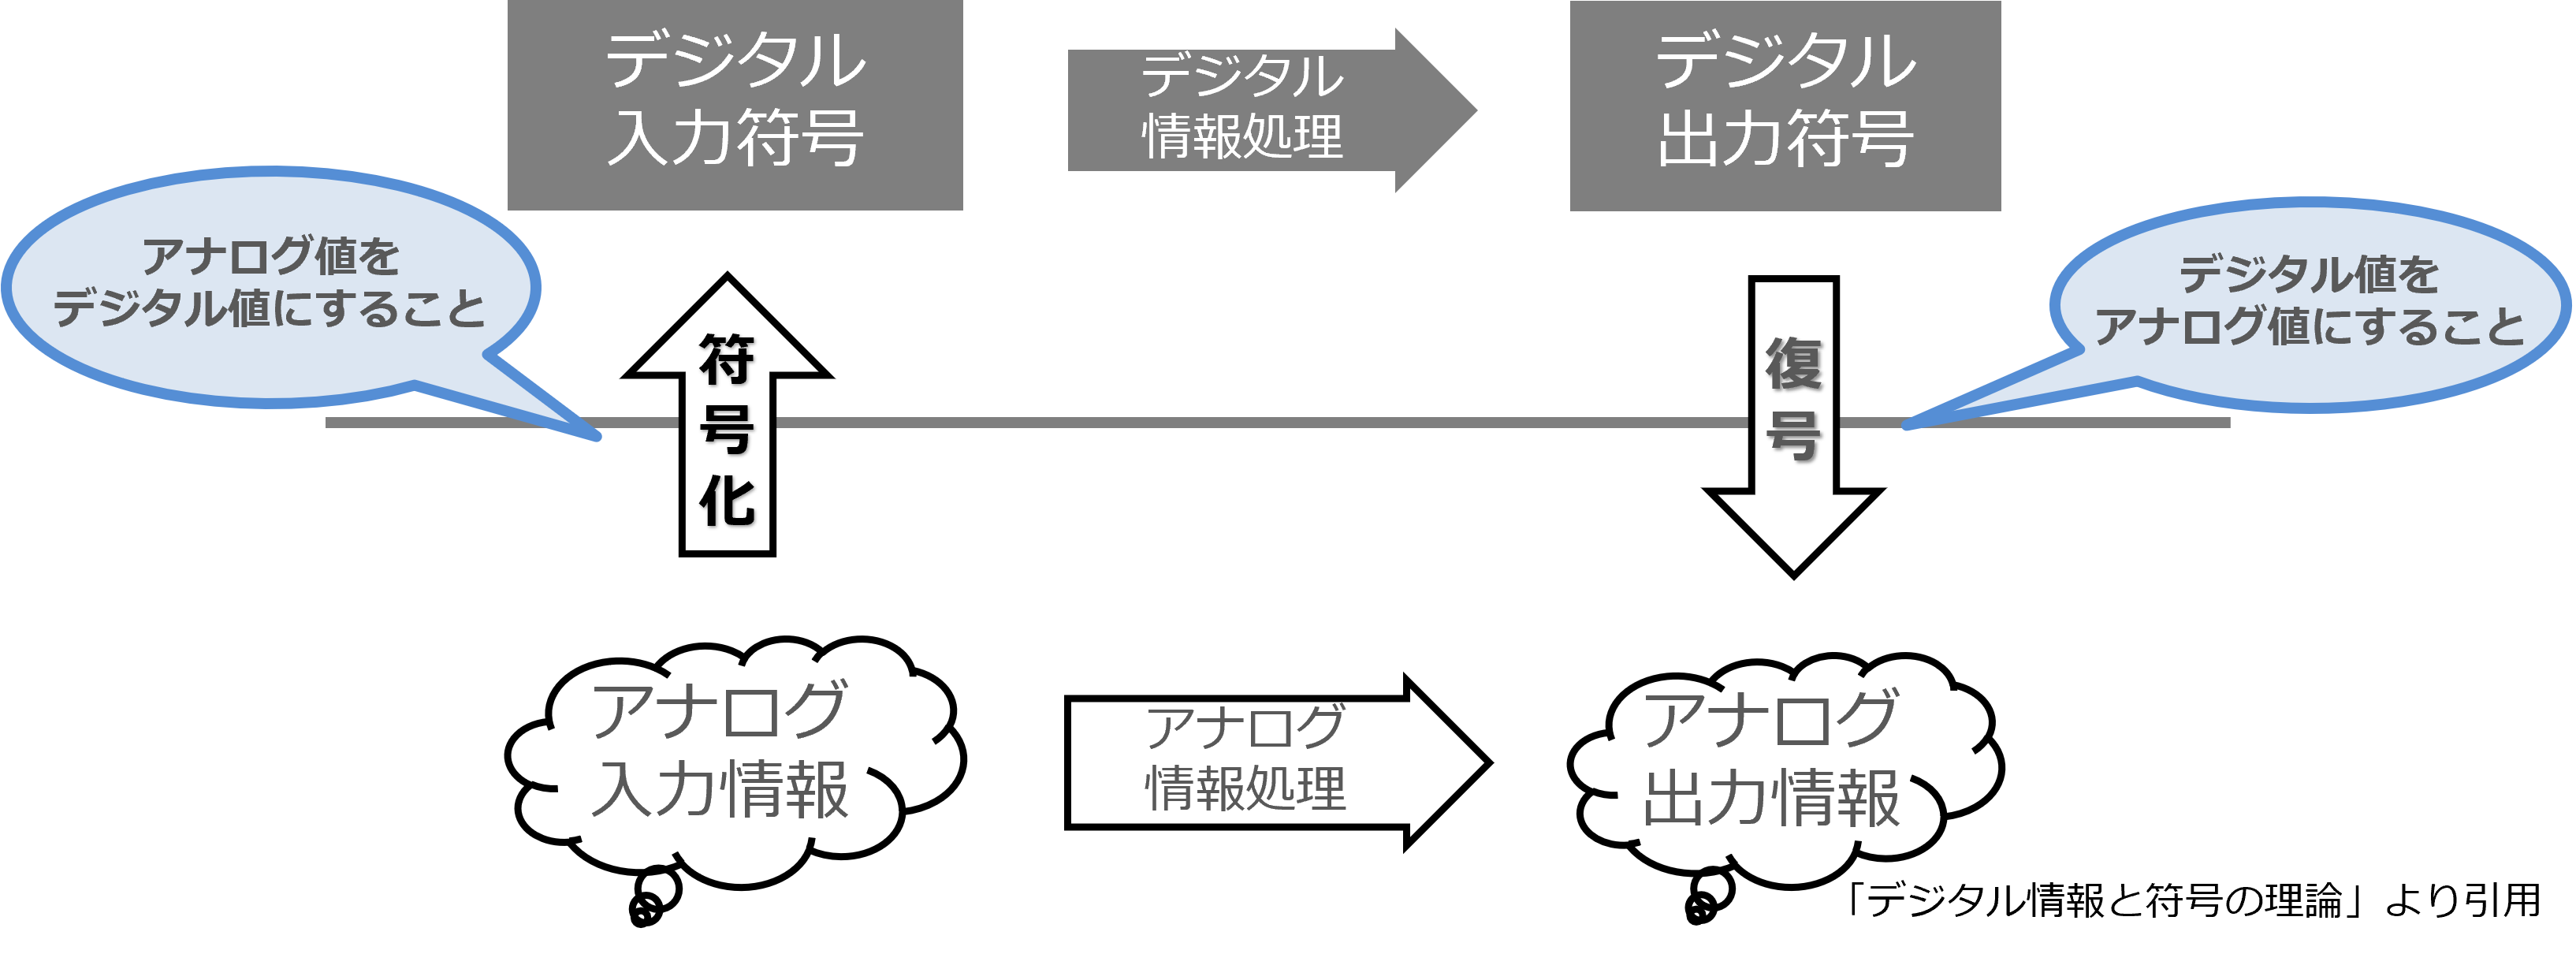 デジタル
入力符号
デジタル
情報処理
デジタル
出力符号
アナログ値を
デジタル値にすること
符
号
化
復
号
デジタル値を
アナログ値にすること
アナログ
入力情報
アナログ
情報処理
アナログ
出力情報
「デジタル情報と符号の理論」より引用